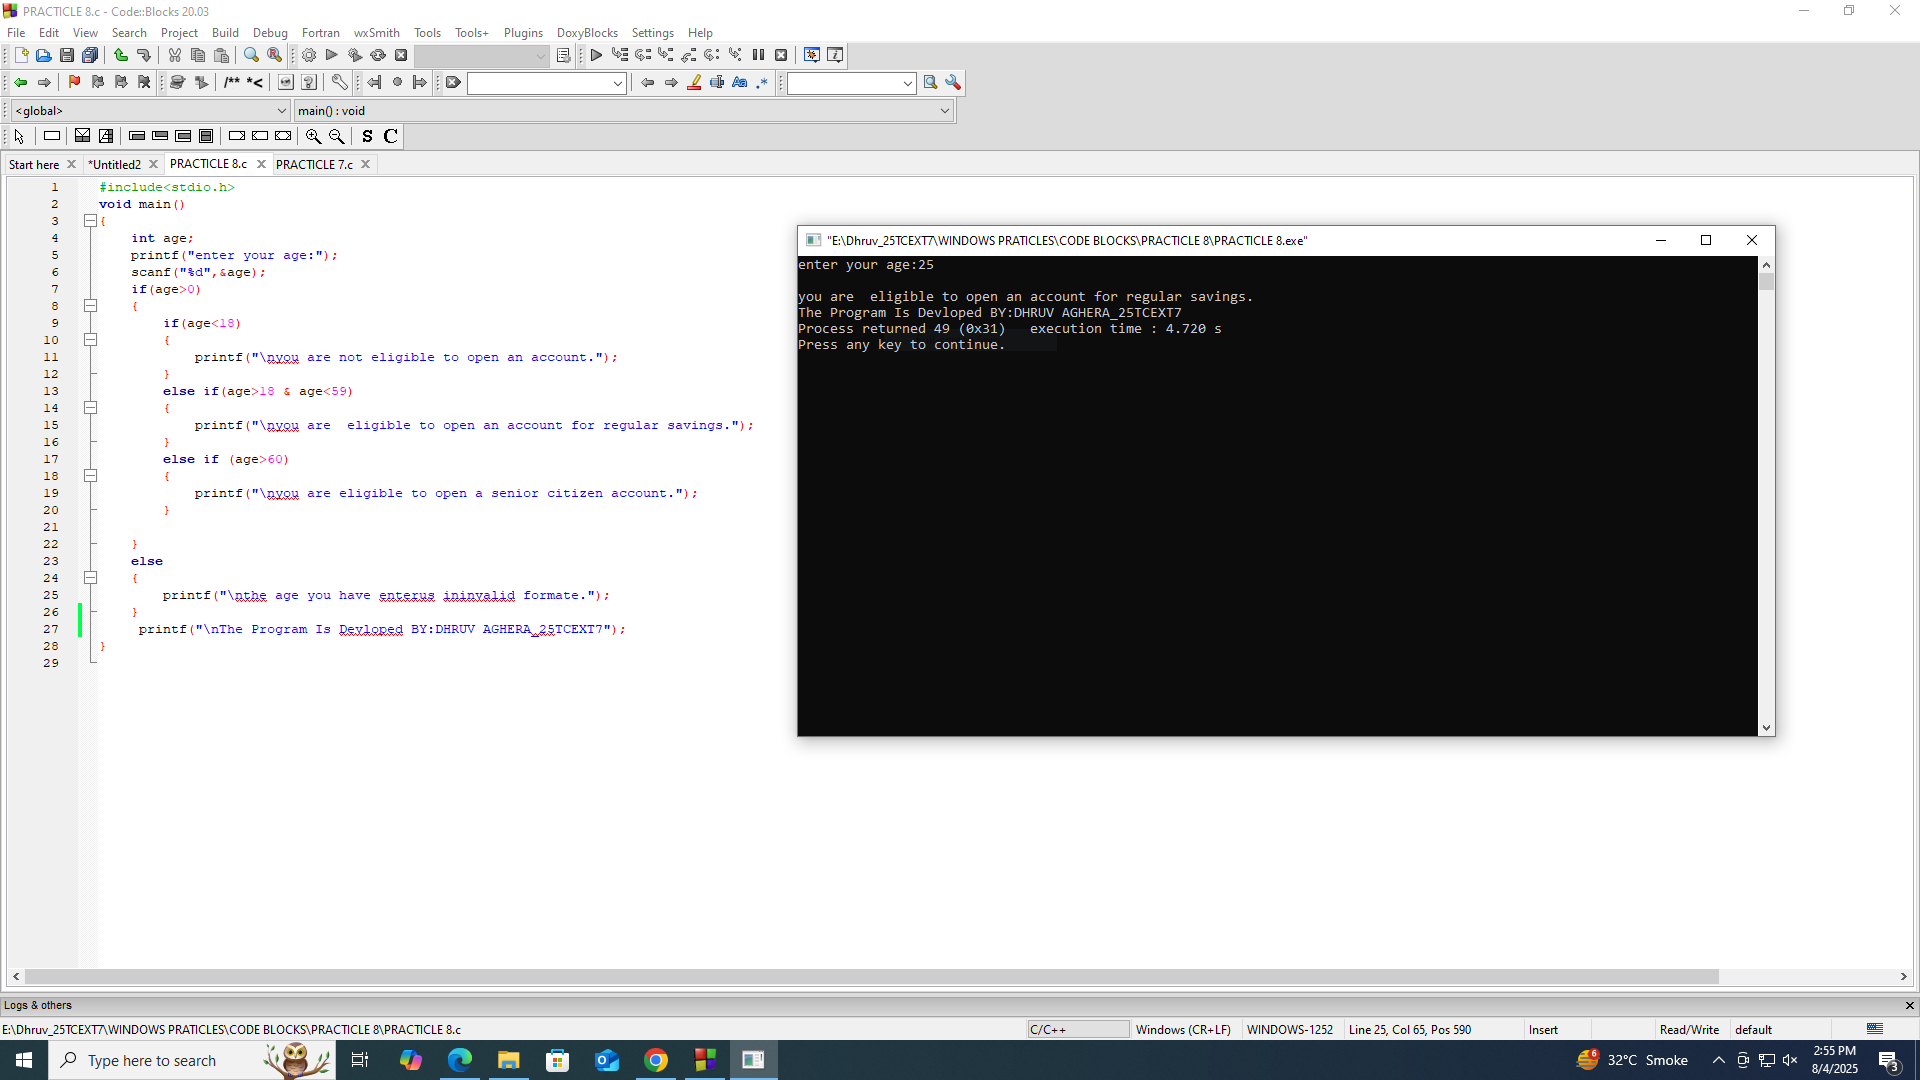 PRACTICLE 8.c - Code::Blocks 20.03
File Edit View Search Project Build Debug Fortran wxSmith Tools Tools+ Plugins DoxyBlocks Settings Help
/** *<
<global> main() : void
S C
Start here *Untitled2 PRACTICLE 8.c PRACTICLE 7.c
1 #include<stdio.h>
2 void main()
3 {
4 int age;
5 printf("enter your age:");
6 scanf("%d",&age);
7 if(age>0)
8 {
9 if(age<18)
10 {
11 printf("\nyou are not eligible to open an account.");
12 }
13 else if(age>18 & age<59)
14 {
15 printf("\nyou are  eligible to open an account for regular savings.");
16 }
17 else if (age>60)
18 {
19 printf("\nyou are eligible to open a senior citizen account.");
20 }
21
22 }
23 else
24 {
25 printf("\nthe age you have enterus ininvalid formate.");
26 }
27 printf("\nThe Program Is Devloped BY:DHRUV AGHERA_25TCEXT7");
28 }
29
"E:\Dhruv_25TCEXT7\WINDOWS PRATICLES\CODE BLOCKS\PRACTICLE 8\PRACTICLE 8.exe"
enter your age:25
you are  eligible to open an account for regular savings.
The Program Is Devloped BY:DHRUV AGHERA_25TCEXT7
Process returned 49 (0x31)   execution time : 4.720 s
Press any key to continue.
Logs & others
E:\Dhruv_25TCEXT7\WINDOWS PRATICLES\CODE BLOCKS\PRACTICLE 8\PRACTICLE 8.c C/C++ Windows (CR+LF) WINDOWS-1252 Line 25, Col 65, Pos 590 Insert Read/Write default
Type here to search
6 32°C Smoke
2:55 PM
8/4/2025
3